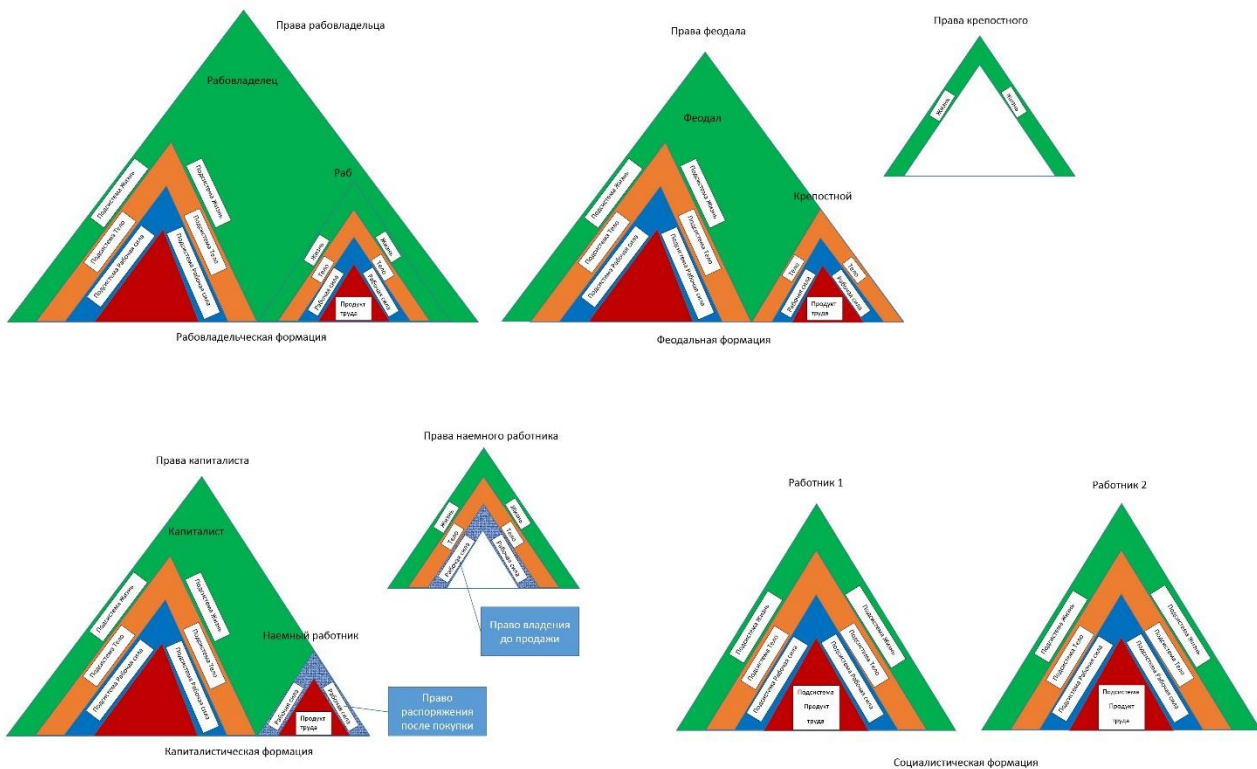 Права рабовладельца
Рабовладелец
Подсистема Жизнь
Подсистема Жизнь
Подсистема Тело
Подсистема Тело
Подсистема Рабочая сила
Подсистема Рабочая сила
Раб
Жизнь
Жизнь
Тело
Тело
Рабочая сила
Рабочая сила
Продукт
труда
Рабовладельческая формация
Права феодала
Феодал
Подсистема Жизнь
Подсистема Жизнь
Подсистема Тело
Подсистема Тело
Подсистема Рабочая сила
Подсистема Рабочая сила
Крепостной
Тело
Тело
Рабочая сила
Рабочая сила
Продукт
труда
Феодальная формация
Права крепостного
Жизнь
Жизнь
Права капиталиста
Капиталист
Подсистема Жизнь
Подсистема Жизнь
Подсистема Тело
Подсистема Тело
Подсистема Рабочая сила
Подсистема Рабочая сила
Наемный работник
Рабочая сила
Рабочая сила
Продукт
труда
Капиталистическая формация
Права наемного работника
Жизнь
Жизнь
Тело
Тело
Рабочая сила
Рабочая сила
Право владения
до продажи
Право
распоряжения
после покупки
Работник 1
Подсистема Жизнь
Подсистема Жизнь
Подсистема Тело
Подсистема Тело
Подсистема Рабочая сила
Подсистема Рабочая сила
Подсистема
Продукт
труда
Работник 2
Подсистема Жизнь
Подсистема Жизнь
Подсистема Тело
Подсистема Тело
Подсистема Рабочая сила
Подсистема Рабочая сила
Подсистема
Продукт
труда
Социалистическая формация